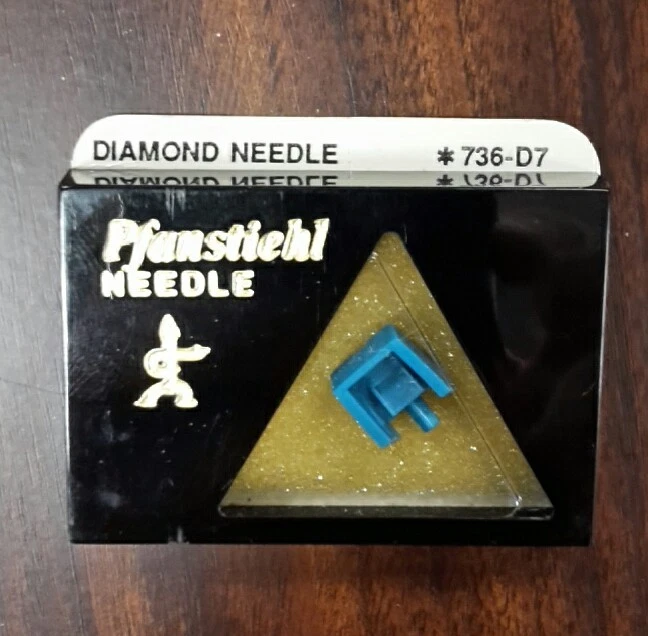 DIAMOND NEEDLE * 736-D7
Pfanstiehl
NEEDLE